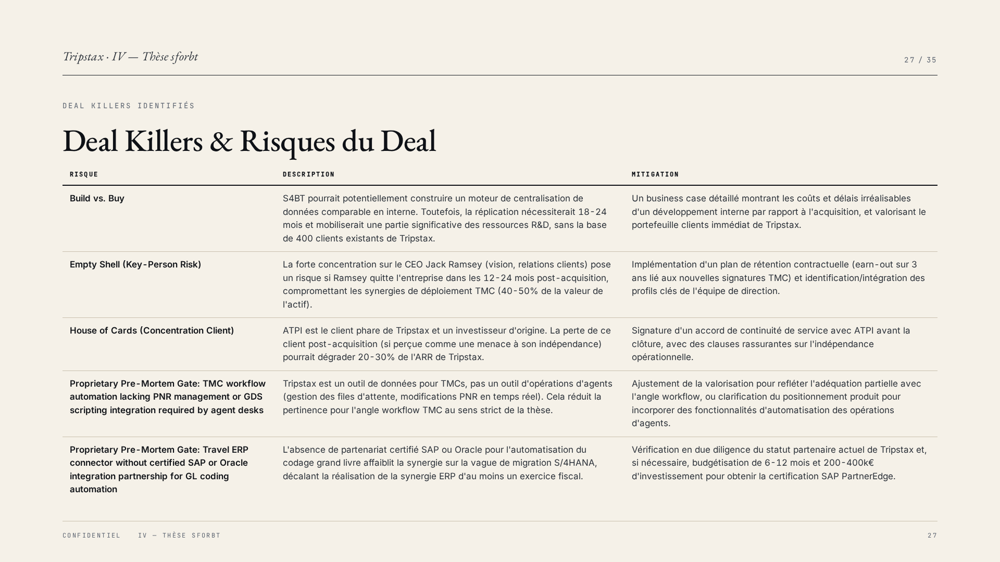 Tripstax · IV — Thèse sforbt
27 / 35
DEAL KILLERS IDENTIFIÉS
Deal Killers & Risques du Deal
RISQUE
DESCRIPTION
MITIGATION
Build vs. Buy
S4BT pourrait potentiellement construire un moteur de centralisation de
données comparable en interne. Toutefois, la réplication nécessiterait 18-24
mois et mobiliserait une partie significative des ressources R&D, sans la base
de 400 clients existants de Tripstax.
Un business case détaillé montrant les coûts et délais irréalisables
d'un développement interne par rapport à l'acquisition, et valorisant le
portefeuille clients immédiat de Tripstax.
Empty Shell (Key-Person Risk)
La forte concentration sur le CEO Jack Ramsey (vision, relations clients) pose
un risque si Ramsey quitte l'entreprise dans les 12-24 mois post-acquisition,
compromettant les synergies de déploiement TMC (40-50% de la valeur de
l'actif).
Implémentation d'un plan de rétention contractuelle (earn-out sur 3
ans lié aux nouvelles signatures TMC) et identification/intégration des
profils clés de l'équipe de direction.
House of Cards (Concentration Client)
ATPI est le client phare de Tripstax et un investisseur d'origine. La perte de ce
client post-acquisition (si perçue comme une menace à son indépendance)
pourrait dégrader 20-30% de l'ARR de Tripstax.
Signature d'un accord de continuité de service avec ATPI avant la
clôture, avec des clauses rassurantes sur l'indépendance
opérationnelle.
Proprietary Pre-Mortem Gate: TMC workflow
automation lacking PNR management or GDS
scripting integration required by agent desks
Tripstax est un outil de données pour TMCs, pas un outil d'opérations d'agents
(gestion des files d'attente, modifications PNR en temps réel). Cela réduit la
pertinence pour l'angle workflow TMC au sens strict de la thèse.
Ajustement de la valorisation pour refléter l'adéquation partielle avec
l'angle workflow, ou clarification du positionnement produit pour
incorporer des fonctionnalités d'automatisation des opérations
d'agents.
Proprietary Pre-Mortem Gate: Travel ERP
connector without certified SAP or Oracle
integration partnership for GL coding
automation
L'absence de partenariat certifié SAP ou Oracle pour l'automatisation du
codage grand livre affaiblit la synergie sur la vague de migration S/4HANA,
décalant la réalisation de la synergie ERP d'au moins un exercice fiscal.
Vérification en due diligence du statut partenaire actuel de Tripstax et,
si nécessaire, budgétisation de 6-12 mois et 200-400k€
d'investissement pour obtenir la certification SAP PartnerEdge.
CONFIDENTIEL IV — THÈSE SFORBT
27